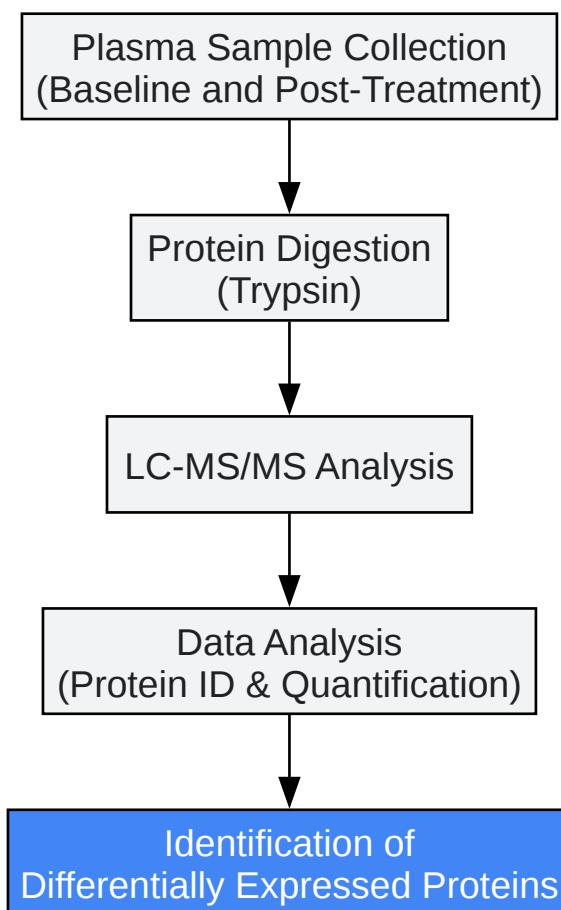 Plasma Sample Collection
(Baseline and Post-Treatment)
Protein Digestion
(Trypsin)
LC-MS/MS Analysis
Data Analysis
(Protein ID & Quantification)
Identification of
Differentially Expressed Proteins